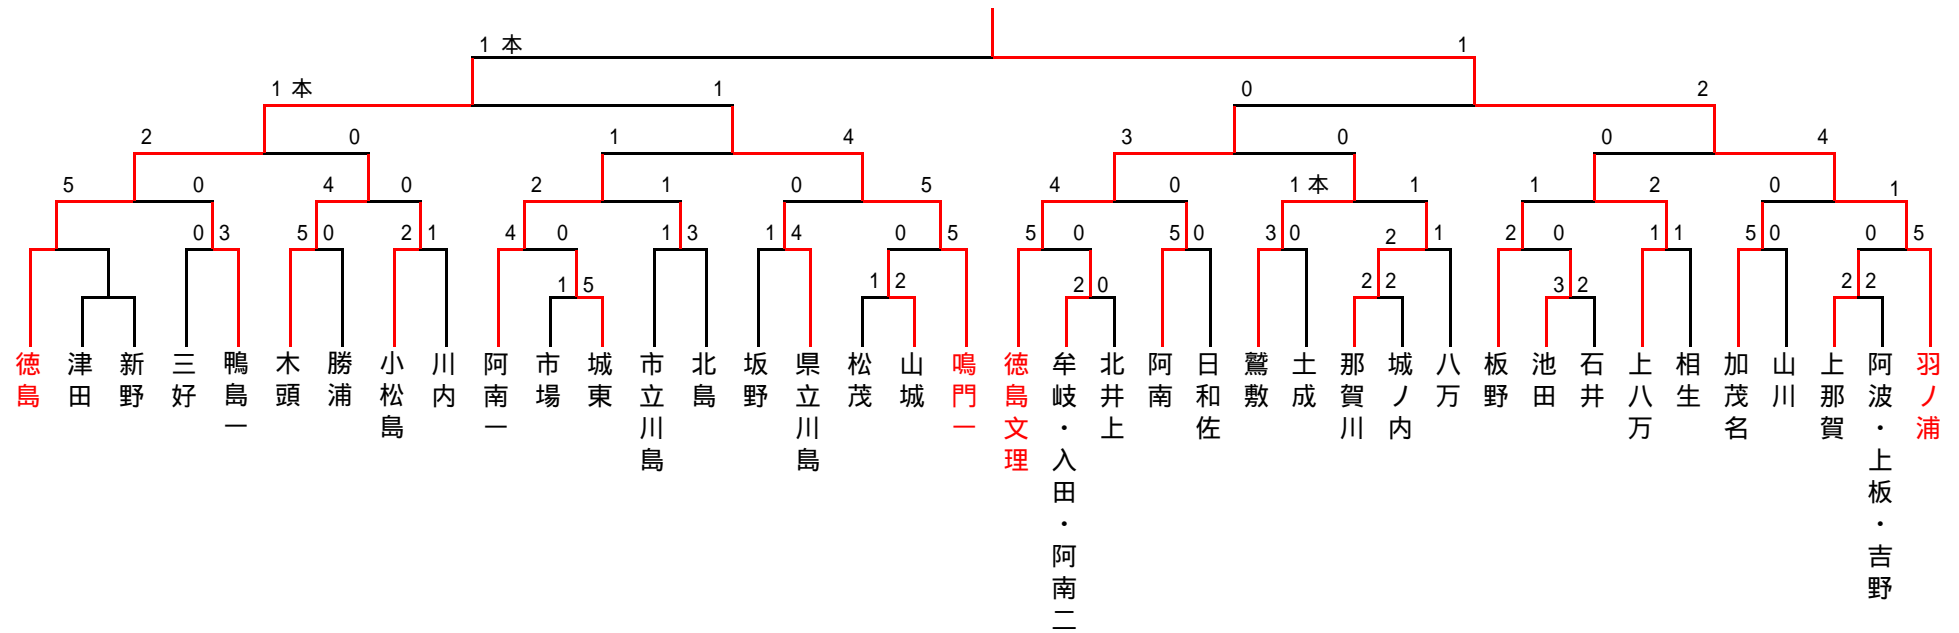 1 本 1
1 本 1 0 2
2 0 1 4 3 0 0 4
5 0 4 0 2 1 0 5 4 0 1 本 1 1 2 0 1
0 3 5 0 2 1 4 0 1 3 1 4 0 5 5 0 5 0 3 0 2 1 2 0 1 1 5 0 0 5
1 5 1 2 2 0 2 2 3 2 2 2
徳島
津田
新野
三好
鴨島一
木頭
勝浦
小松島
川内
阿南一
市場
城東
市立川島
北島
坂野
県立川島
松茂
山城
鳴門一
徳島文理
牟岐・入田・阿南二
北井上
阿南
日和佐
鷲敷
土成
那賀川
城ノ内
八万
板野
池田
石井
上八万
相生
加茂名
山川
上那賀
阿波・上板・吉野
羽ノ浦